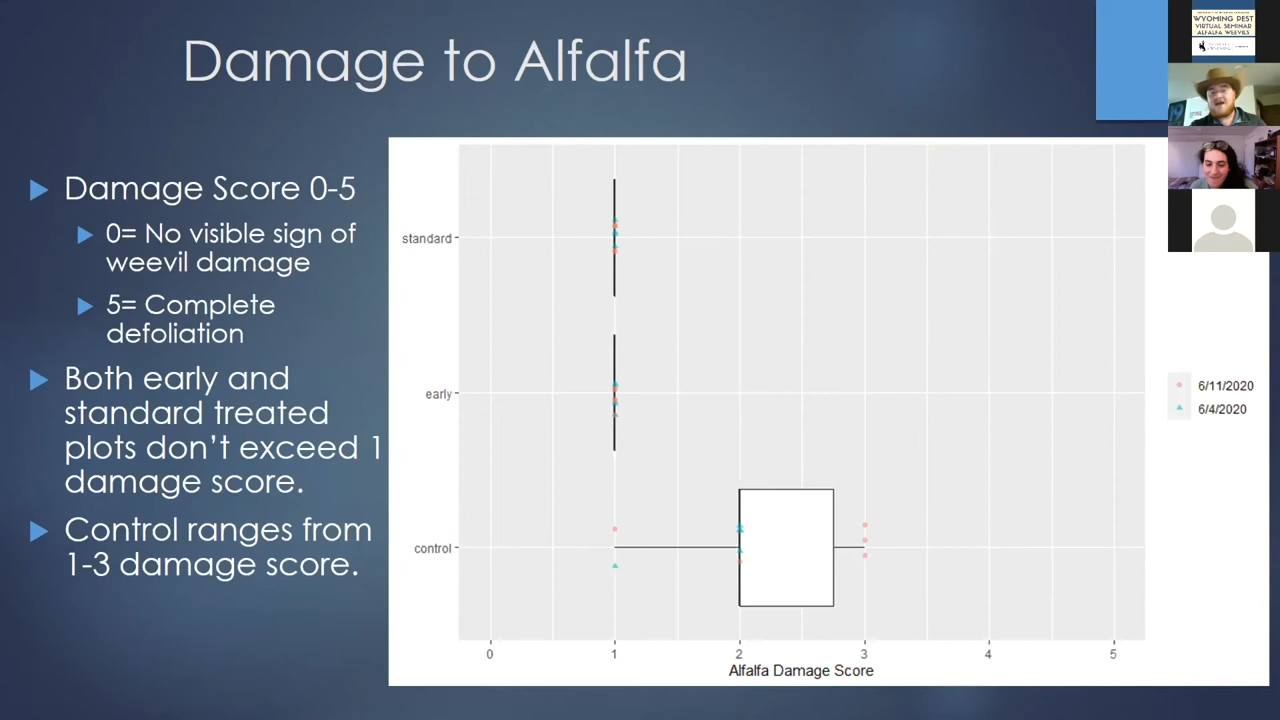 Damage to Alfalfa
WYOMING PEST
VIRTUAL SEMINAR
ALFALFA WEEVILS
Damage Score 0-5
0= No visible sign of
weevil damage
5= Complete
defoliation
Both early and
standard treated
plots don't exceed 1
damage score.
Control ranges from
1-3 damage score.
standard
early
control
0 1 2 3 4 5
Alfalfa Damage Score
6/11/2020
6/4/2020